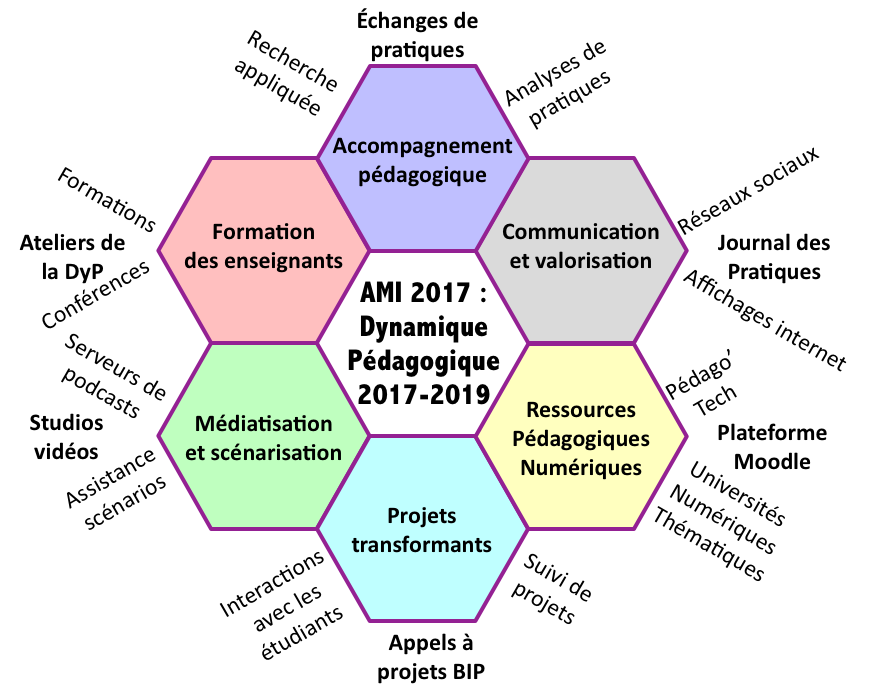 Échanges de
pratiques
Recherche
appliquée
Analyses de
pratiques
Accompagnement
pédagogique
Formations
Ateliers de
la DyP
Conférences
Formation
des enseignants
Communication
et valorisation
Réseaux sociaux
Journal des
Pratiques
Affichages internet
AMI 2017 :
Dynamique
Pédagogique
2017-2019
Serveurs de
podcasts
Studios
vidéos
Assistance
scénarios
Médiatisation
et scénarisation
Ressources
Pédagogiques
Numériques
Pédago’
Tech
Plateforme
Moodle
Universités
Numériques
Thématiques
Projets
transformants
Interactions
avec les
étudiants
Suivi de
projets
Appels à
projets BIP